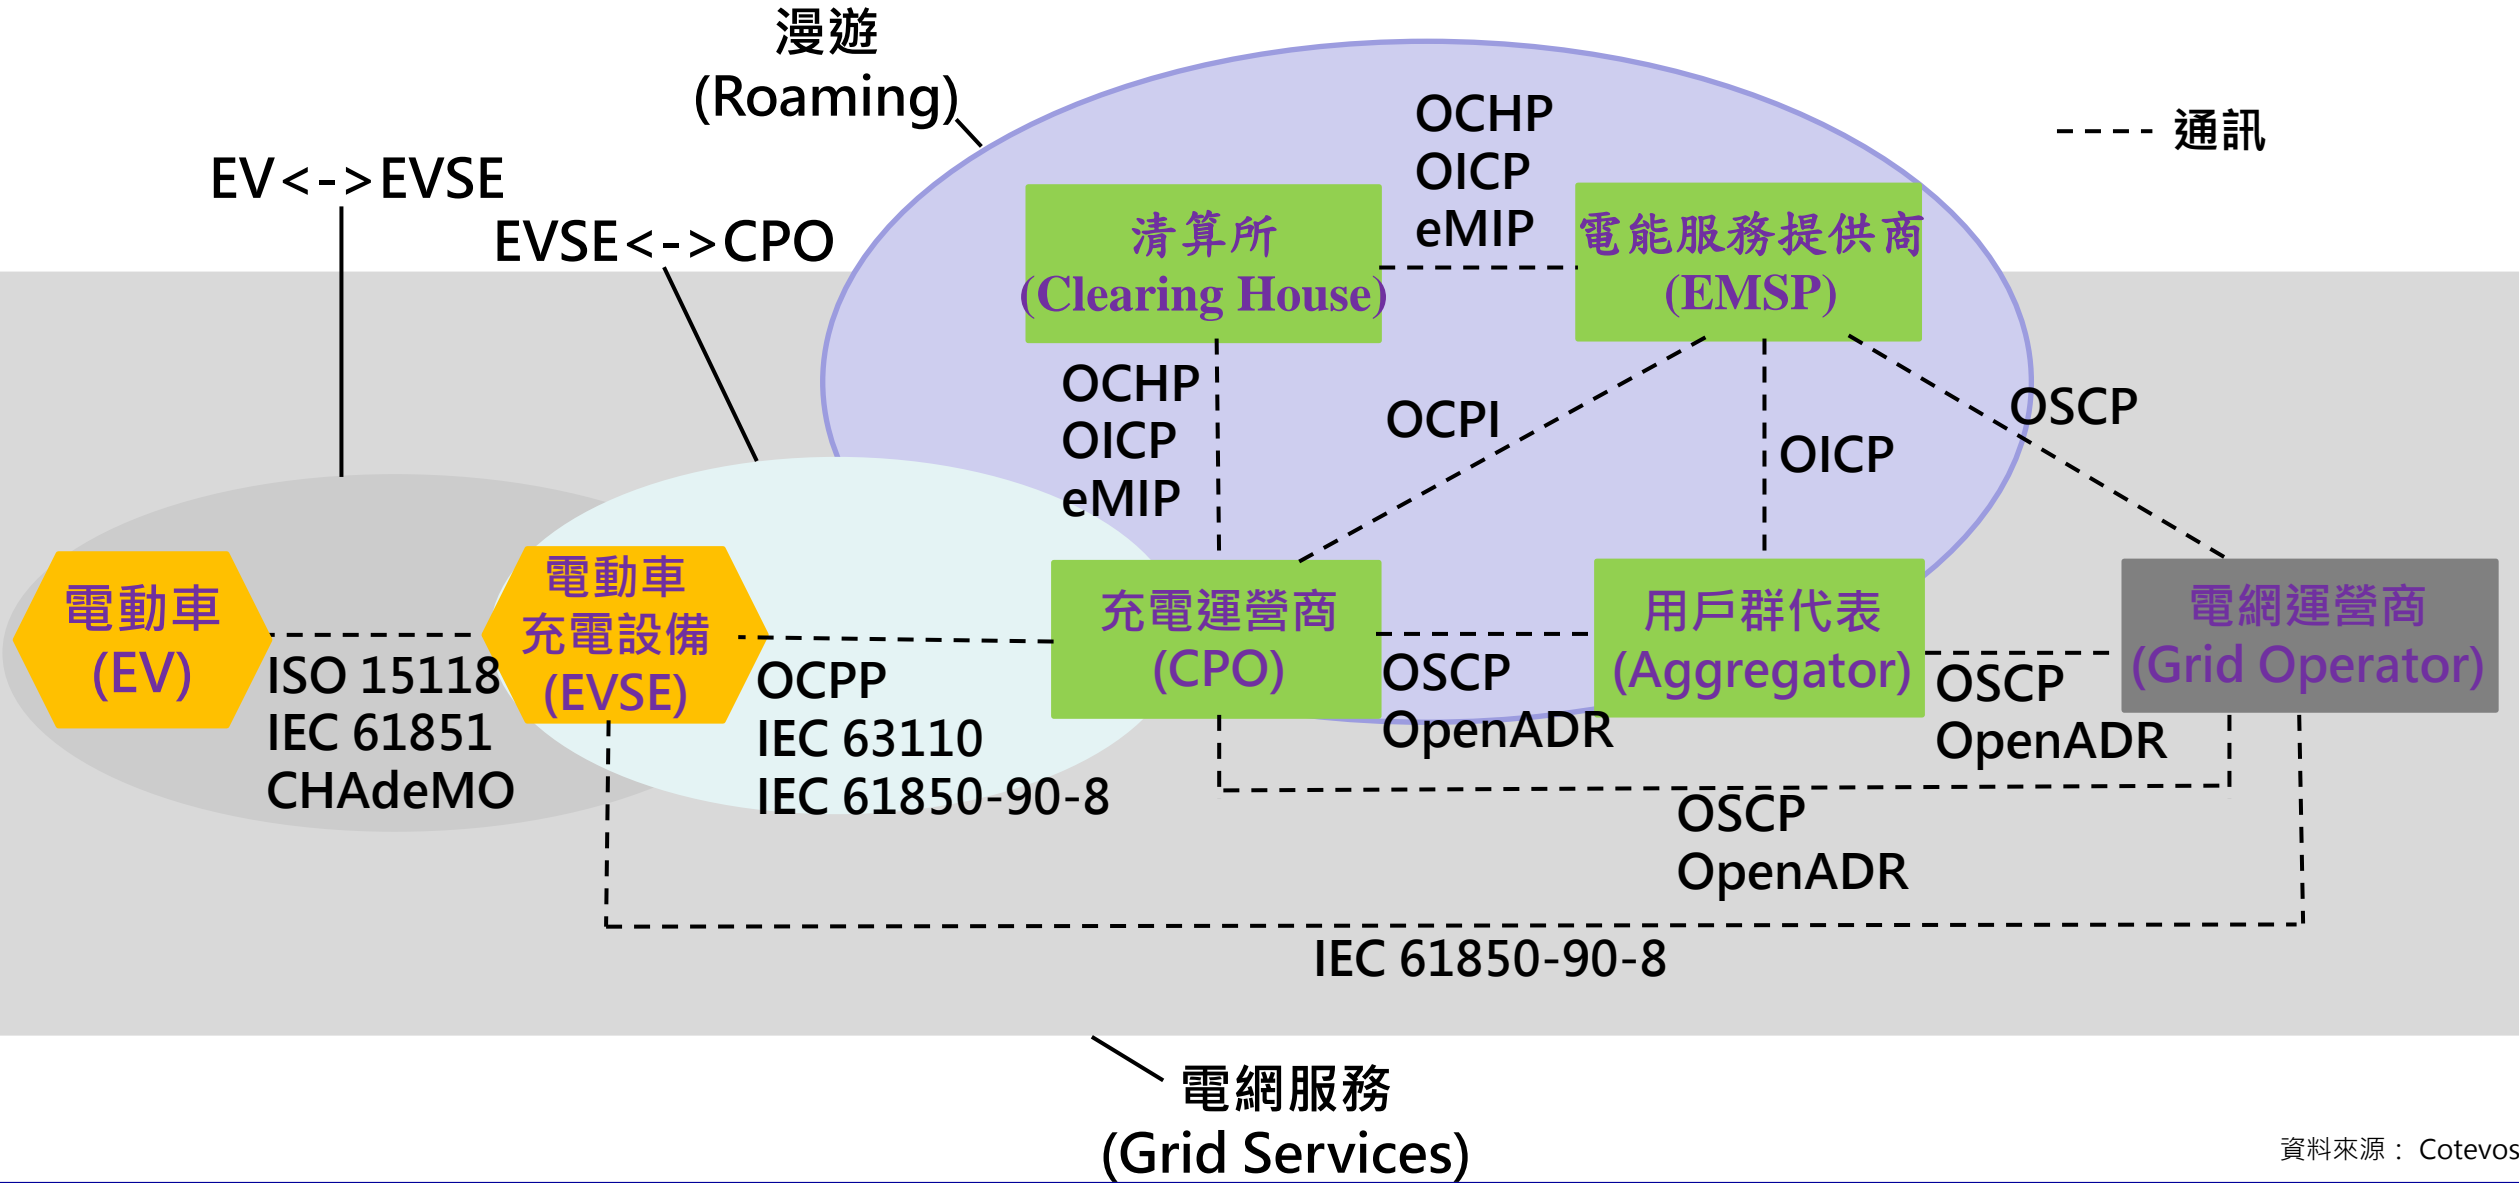 漫遊
(Roaming)
EV<->EVSE
EVSE<->CPO
OCHP
OICP
eMIP
通訊
清算所
(Clearing House)
電能服務提供商
(EMSP)
OCHP
OICP
eMIP
OCPI
OICP
OSCP
電動車
(EV)
ISO 15118
IEC 61851
CHAdeMO
電動車
充電設備
(EVSE)
OCPP
IEC 63110
IEC 61850-90-8
充電運營商
(CPO)
OSCP
OpenADR
用戶群代表
(Aggregator)
OSCP
OpenADR
電網運營商
(Grid Operator)
OSCP
OpenADR
IEC 61850-90-8
電網服務
(Grid Services)
資料來源： Cotevos